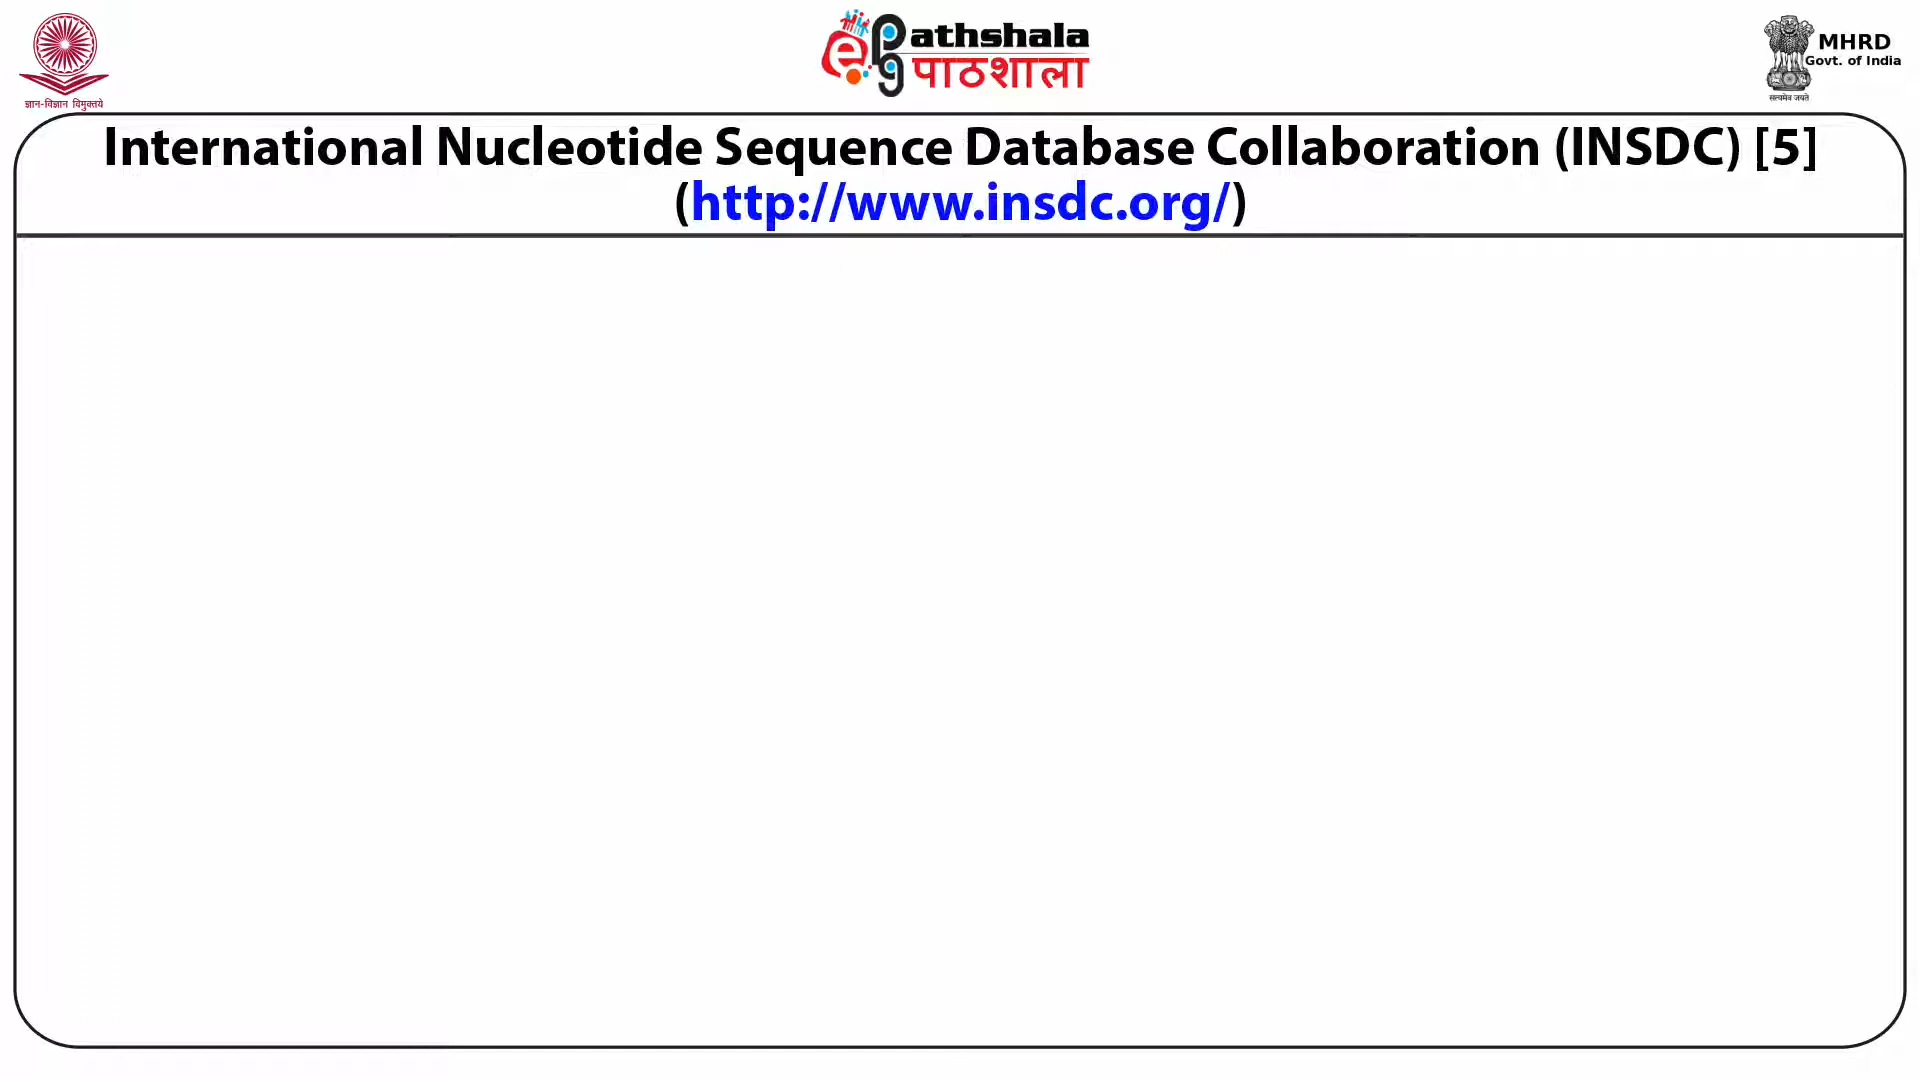 ज्ञान-विज्ञान विमुक्तये
ePGathshala
पाठशाला
MHRD
Govt. of India
सत्यमेव जयते
International Nucleotide Sequence Database Collaboration (INSDC) [5]
(http://www.insdc.org/)